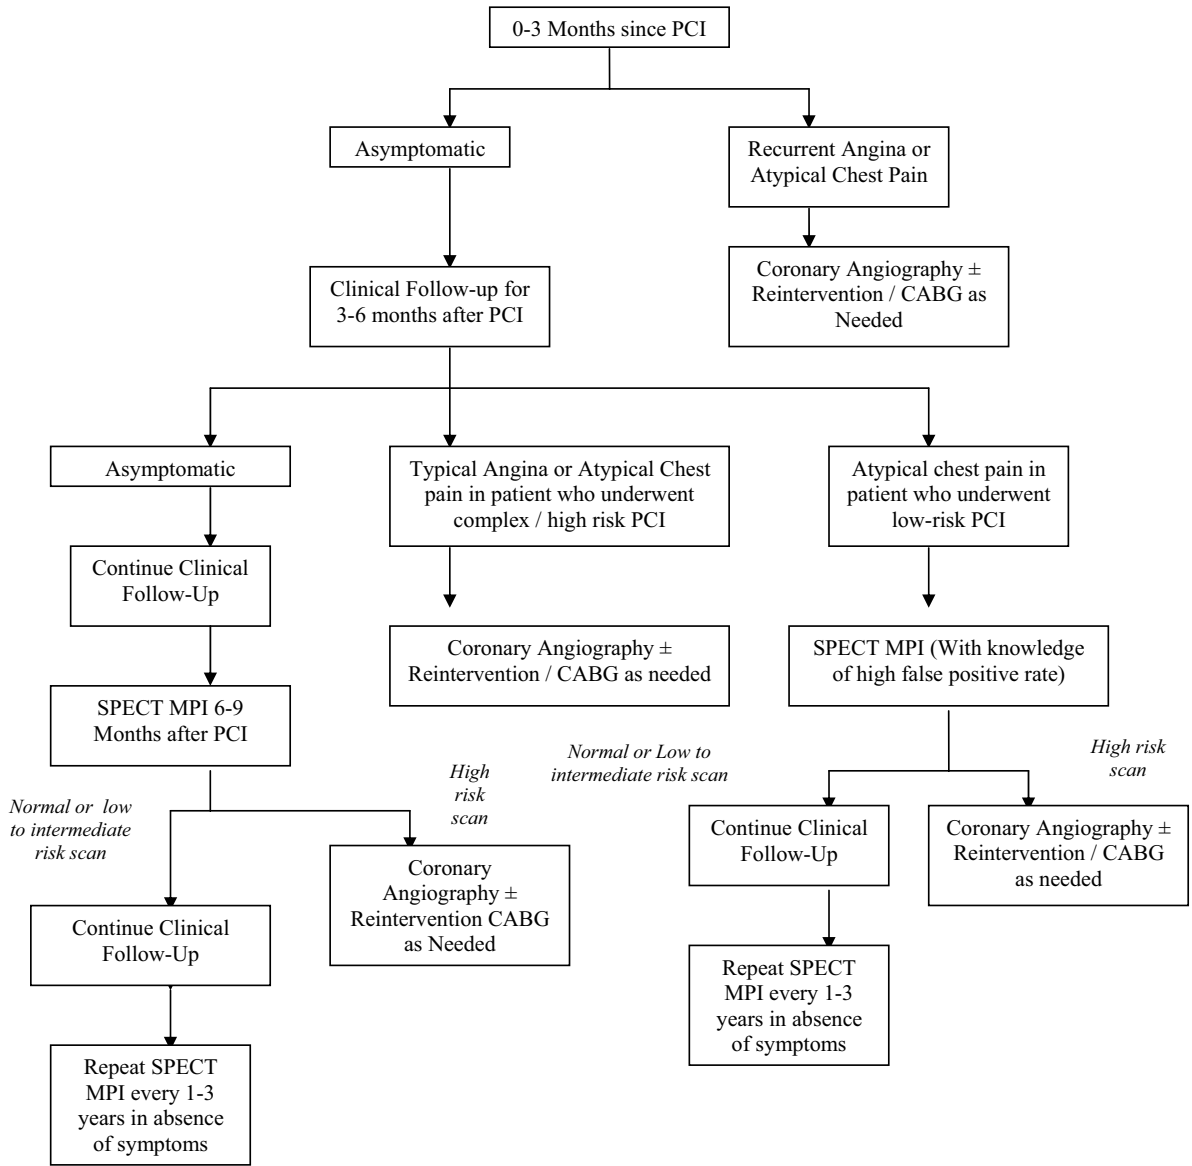 0-3 Months since PCI
Asymptomatic
Recurrent Angina or
Atypical Chest Pain
Clinical Follow-up for
3-6 months after PCI
Coronary Angiography ±
Reintervention / CABG as
Needed
Asymptomatic
Typical Angina or Atypical Chest
pain in patient who underwent
complex / high risk PCI
Atypical chest pain in
patient who underwent
low-risk PCI
Continue Clinical
Follow-Up
Coronary Angiography ±
Reintervention / CABG as needed
SPECT MPI (With knowledge
of high false positive rate)
SPECT MPI 6-9
Months after PCI
Normal or low
to intermediate
risk scan
High
risk
scan
Normal or Low to
intermediate risk scan
High risk
scan
Continue Clinical
Follow-Up
Coronary
Angiography ±
Reintervention CABG
as Needed
Continue Clinical
Follow-Up
Coronary Angiography ±
Reintervention / CABG
as needed
Repeat SPECT
MPI every 1-3
years in absence
of symptoms
Repeat SPECT
MPI every 1-3
years in absence
of symptoms